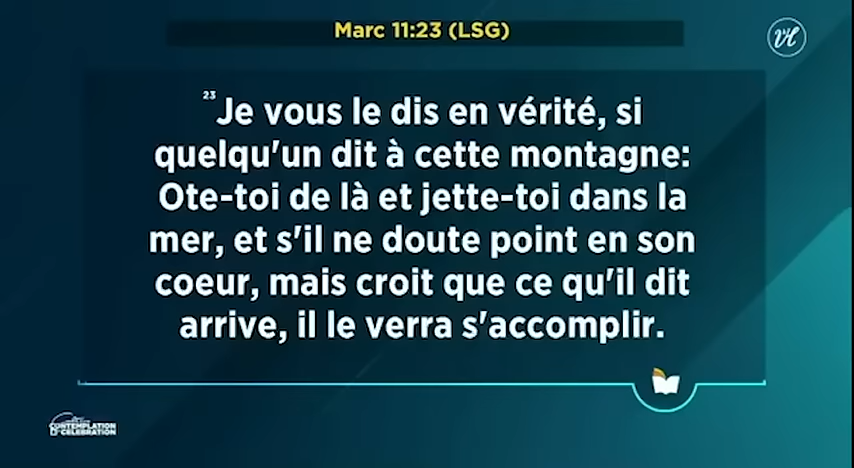 Marc 11:23 (LSG)
VH
23 Je vous le dis en vérité, si
quelqu'un dit à cette montagne:
Ote-toi de là et jette-toi dans la
mer, et s'il ne doute point en son
coeur, mais croit que ce qu'il dit
arrive, il le verra s'accomplir.
CONTEMPLATION
& CELEBRATION